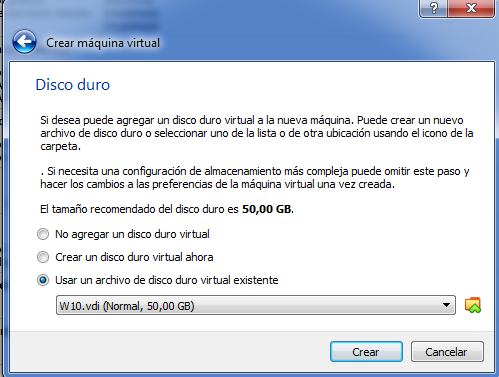 ?
X
Crear máquina virtual
Disco duro
Si desea puede agregar un disco duro virtual a la nueva máquina. Puede crear un nuevo
archivo de disco duro o seleccionar uno de la lista o de otra ubicación usando el icono de la
carpeta.
. Si necesita una configuración de almacenamiento más compleja puede omitir este paso y
hacer los cambios a las preferencias de la máquina virtual una vez creada.
El tamaño recomendado del disco duro es 50,00 GB.
No agregar un disco duro virtual
Crear un disco duro virtual ahora
Usar un archivo de disco duro virtual existente
W10.vdi (Normal, 50,00 GB)
Crear
Cancelar